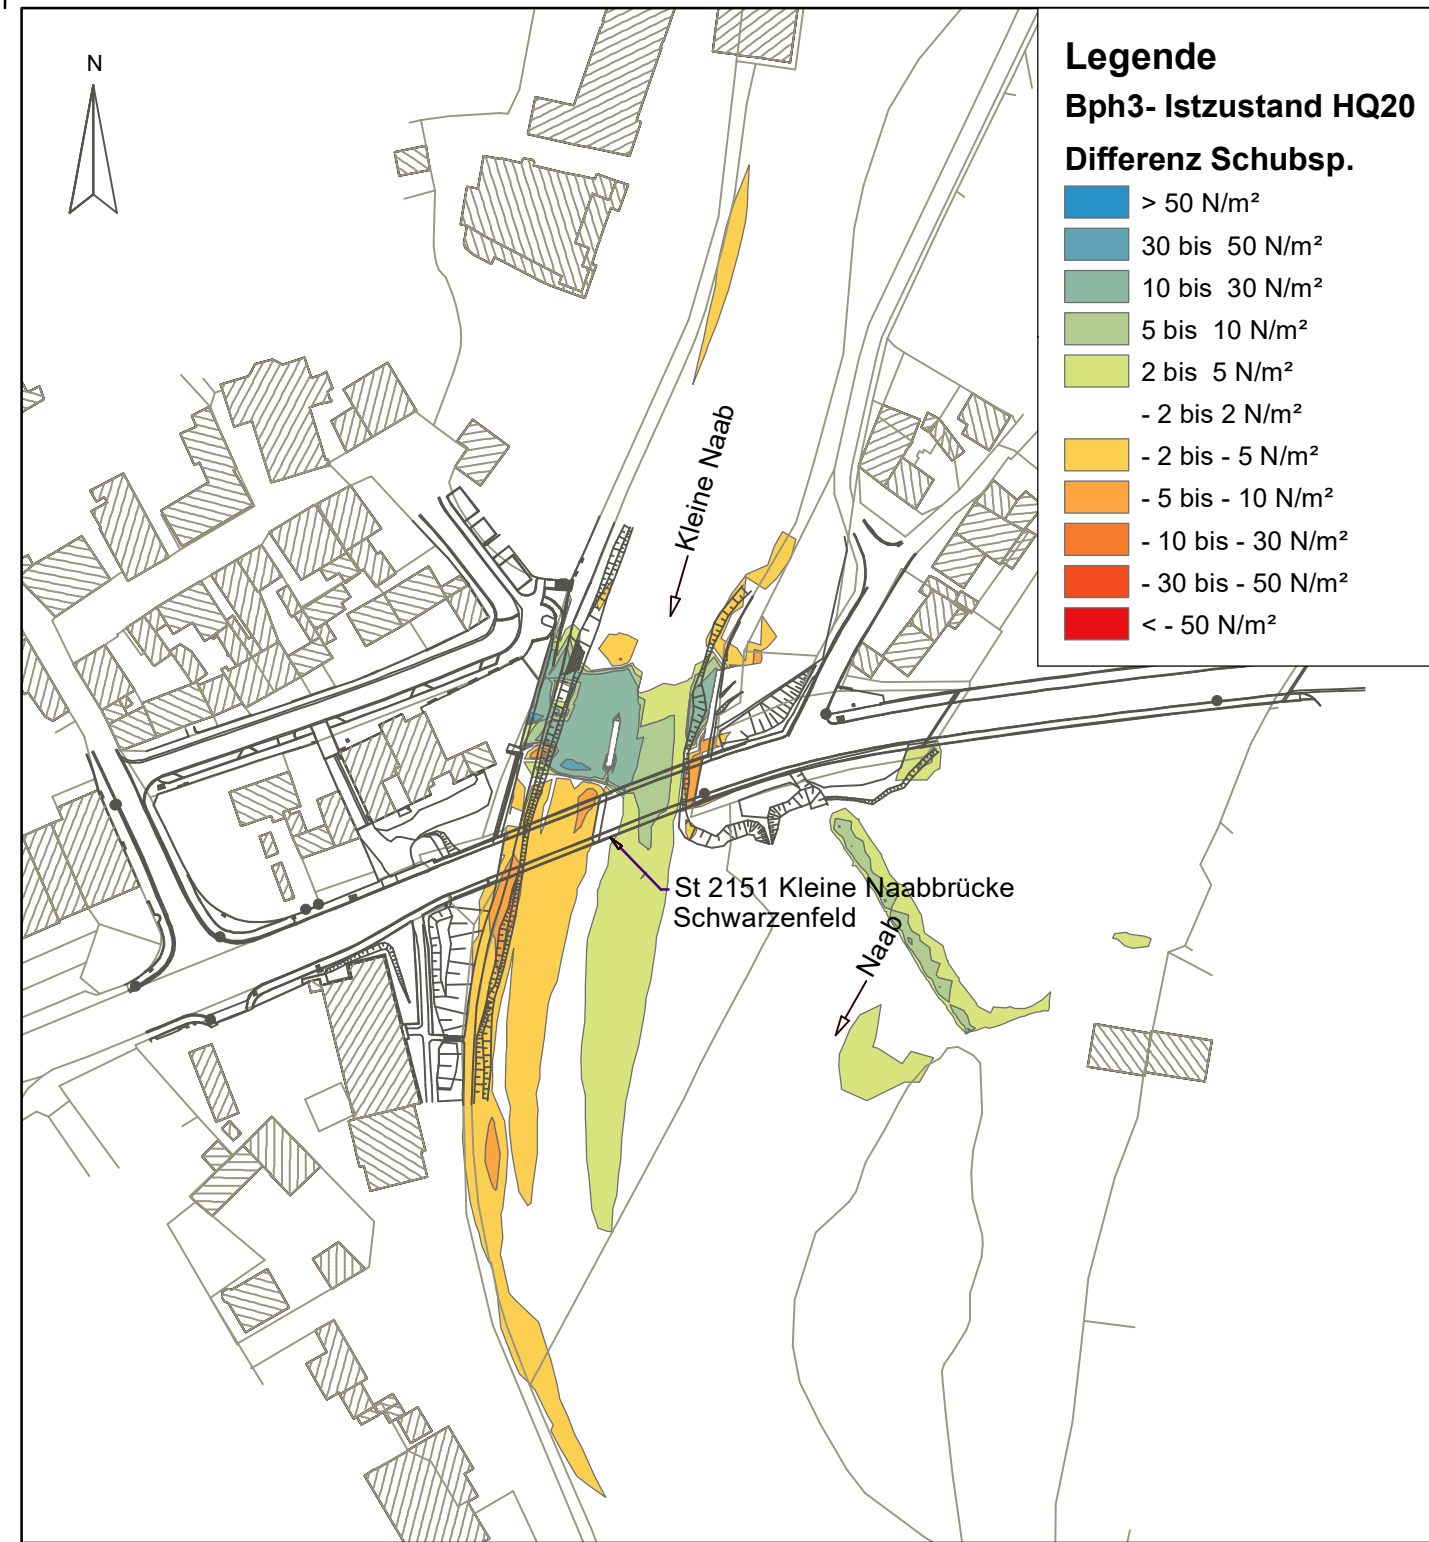 N
Legende
Bph3- Istzustand HQ20
Differenz Schubsp.
> 50 N/m²
30 bis 50 N/m²
10 bis 30 N/m²
5 bis 10 N/m²
2 bis 5 N/m²
- 2 bis 2 N/m²
- 2 bis - 5 N/m²
- 5 bis - 10 N/m²
- 10 bis - 30 N/m²
- 30 bis - 50 N/m²
< - 50 N/m²
Kleine Naab
St 2151 Kleine Naabbrücke
Schwarzenfeld
Naab